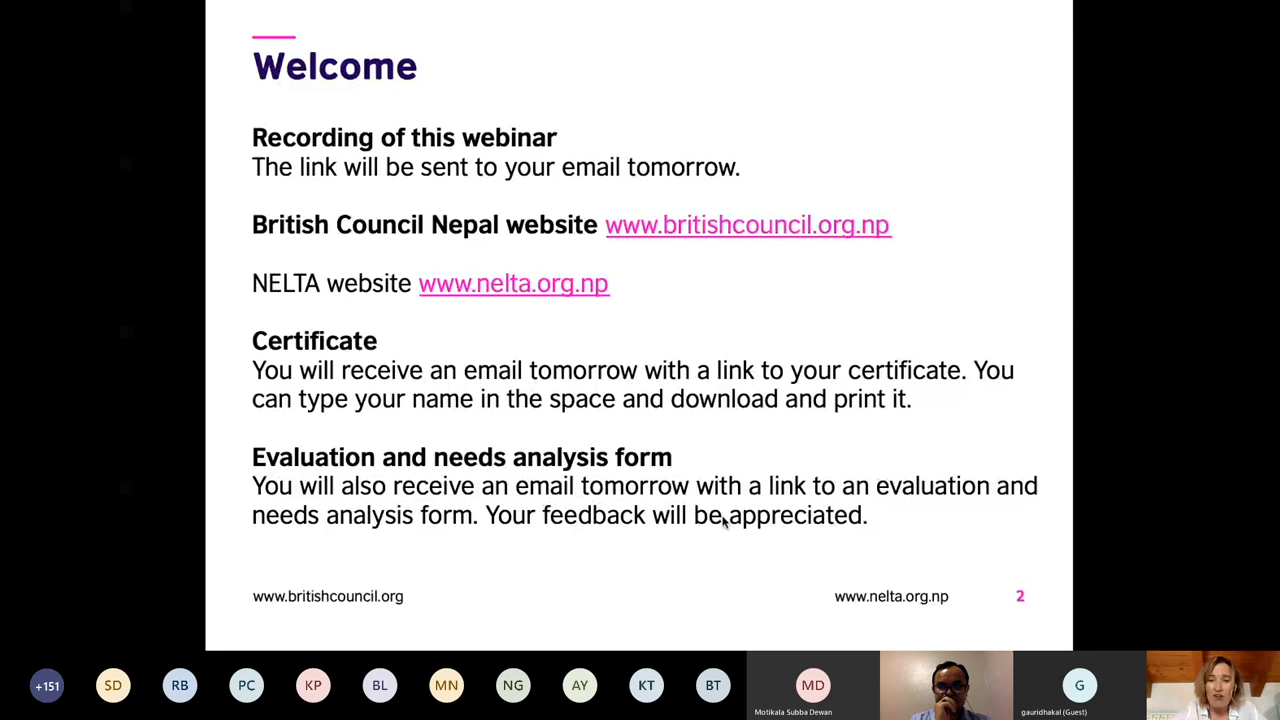 Welcome
Recording of this webinar
The link will be sent to your email tomorrow.
British Council Nepal website www.britishcouncil.org.np
NELTA website www.nelta.org.np
Certificate
You will receive an email tomorrow with a link to your certificate. You
can type your name in the space and download and print it.
Evaluation and needs analysis form
You will also receive an email tomorrow with a link to an evaluation and
needs analysis form. Your feedback will be appreciated.
www.britishcouncil.org www.nelta.org.np 2
+151 SD RB PC KP BL MN NG AY KT BT MD G
Motikala Subba Dewan gauridhakal (Guest)